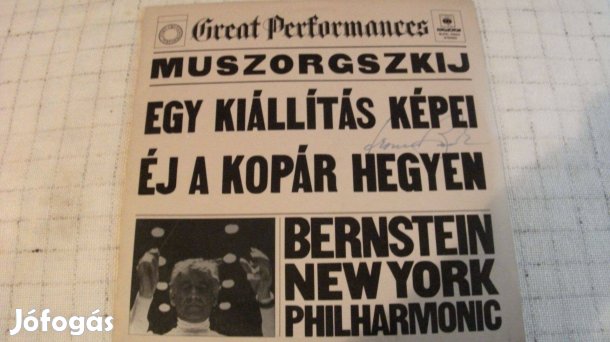 Great Performances
MUSZORGSZKIJ
EGY KIÁLLÍTÁS KÉPEI
ÉJ A KOPÁR HEGYEN
BERNSTEIN
NEW YORK
PHILHARMONIC
Jófogás